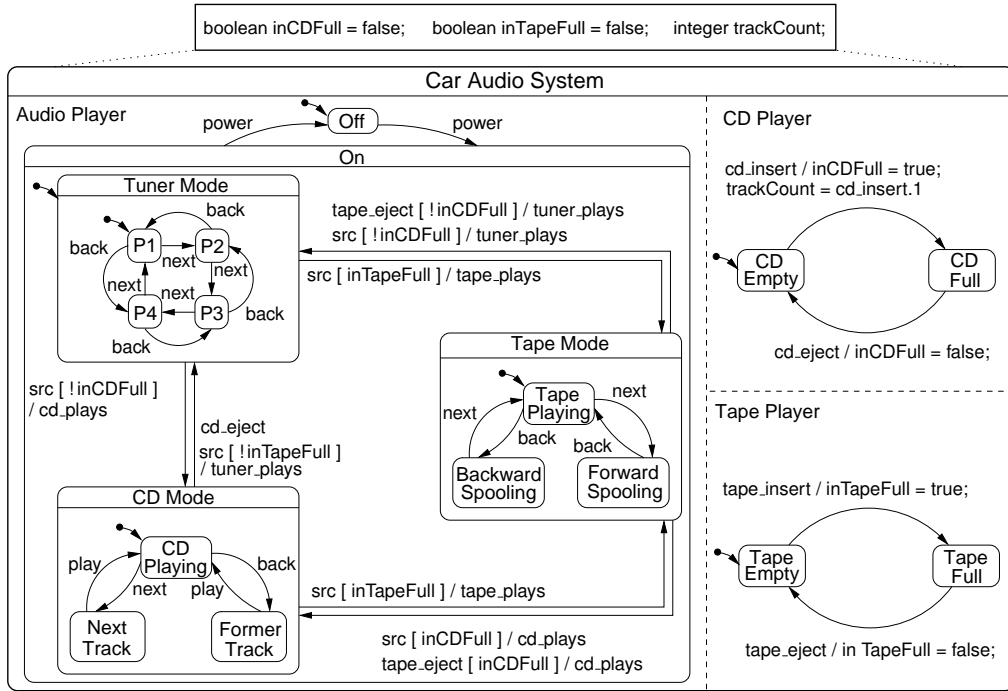 boolean inCDFull = false; boolean inTapeFull = false; integer trackCount;
Car Audio System
Audio Player
power
Off
power
On
Tuner Mode
back
P1
P2
back
next
next
next
next
P4
P3
back
back
tape_eject [ !inCDFull ] / tuner_plays
src [ !inCDFull ] / tuner_plays
src [ inTapeFull ] / tape_plays
src [ !inCDFull ]
/ cd_plays
cd_eject
src [ !inTapeFull ]
/ tuner_plays
Tape Mode
Tape
Playing
next
next
back
back
Backward
Spooling
Forward
Spooling
CD Mode
CD
Playing
play
back
next
play
Next
Track
Former
Track
src [ inTapeFull ] / tape_plays
src [ inCDFull ] / cd_plays
tape_eject [ inCDFull ] / cd_plays
CD Player
cd_insert / inCDFull = true;
trackCount = cd_insert.1
CD
Empty
CD
Full
cd_eject / inCDFull = false;
Tape Player
tape_insert / inTapeFull = true;
Tape
Empty
Tape
Full
tape_eject / in TapeFull = false;